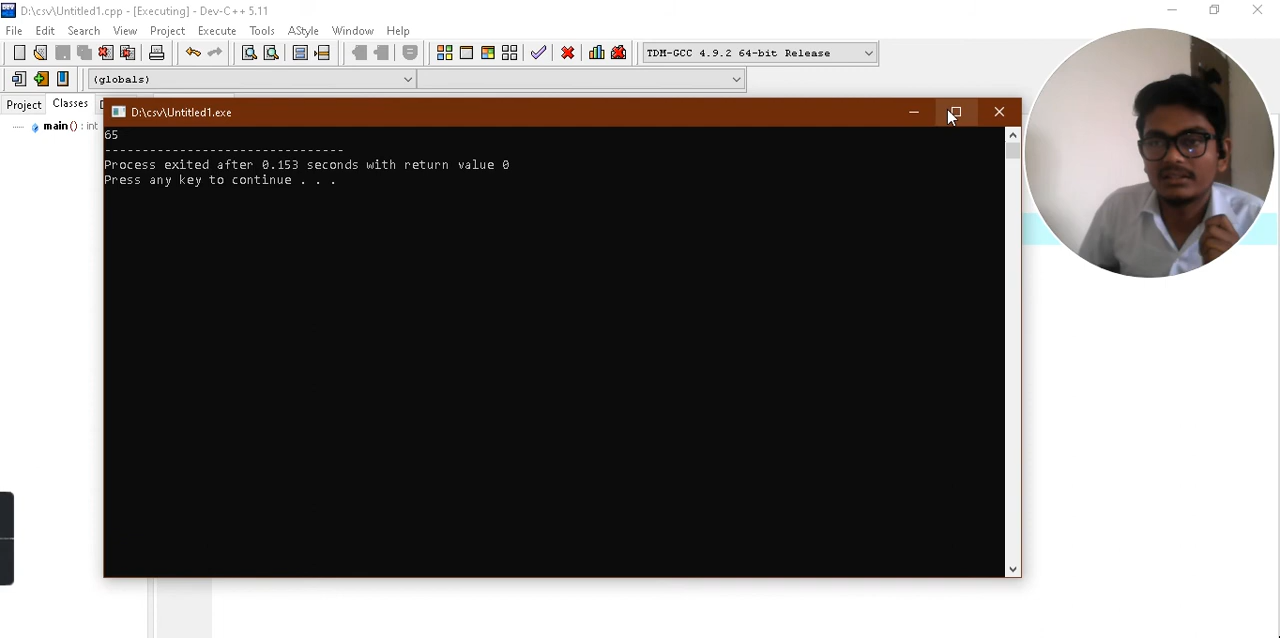 D:\csv\Untitled1.cpp - [Executing] - Dev-C++ 5.11
File Edit Search View Project Execute Tools AStyle Window Help
TDM-GCC 4.9.2 64-bit Release
(globals)
Project Classes
main() : int
D:\csv\Untitled1.exe
65
--------------------------------
Process exited after 0.153 seconds with return value 0
Press any key to continue . . .